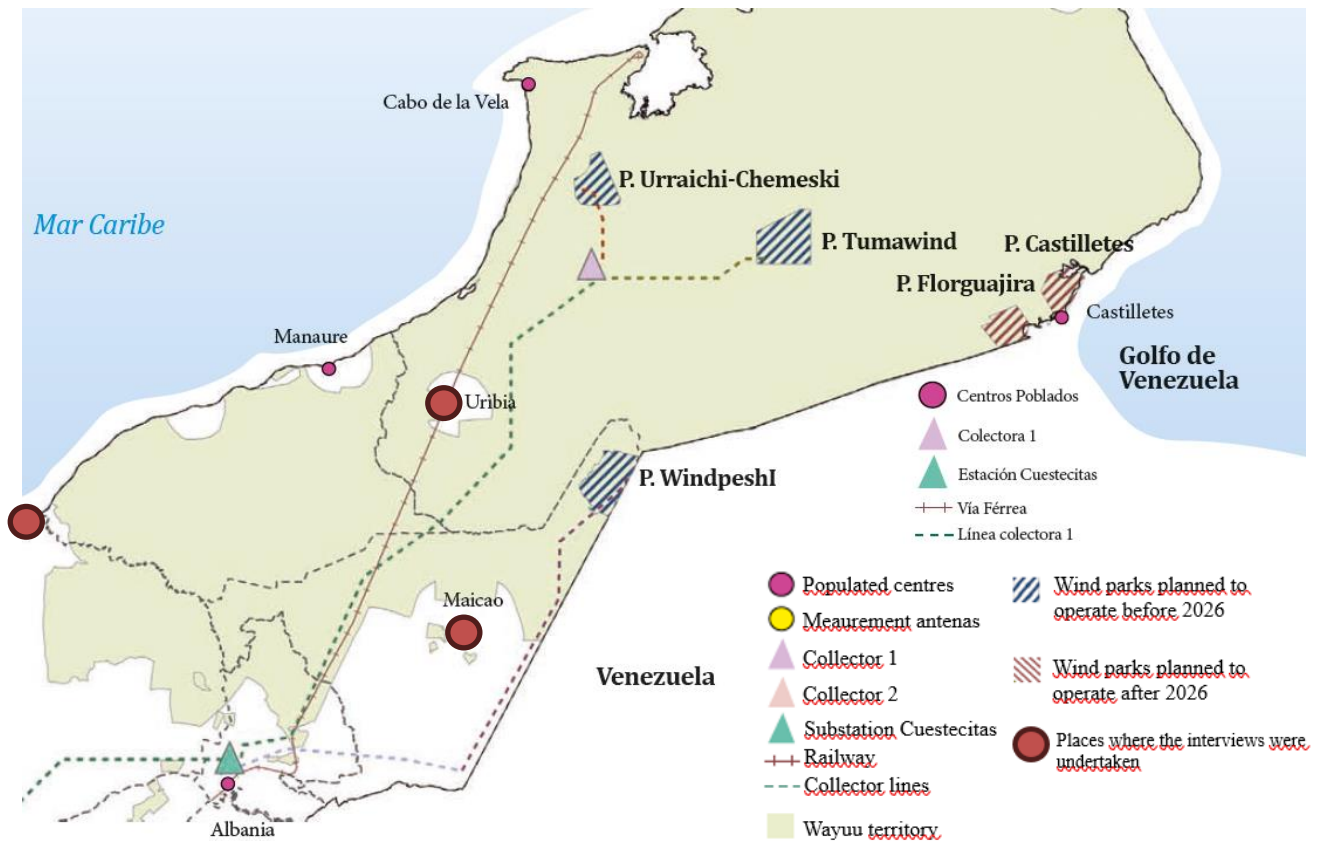 Cabo de la Vela
P. Urraichi-Chemeski
Mar Caribe
P. Tumawind
P. Castilletes
P. Florguajira
Castilletes
Manaure
Golfo de
Venezuela
Uribia
Centros Poblados
Colectora 1
Estación Cuestecitas
Vía Férrea
Línea colectora 1
P. WindpeshI
Maicao
Venezuela
Albania
Populated centres
Meaurement antenas
Collector 1
Collector 2
Substation Cuestecitas
Railway
Collector lines
Wayuu territory
Wind parks planned to
operate before 2026
Wind parks planned to
operate after 2026
Places where the interviews were
undertaken